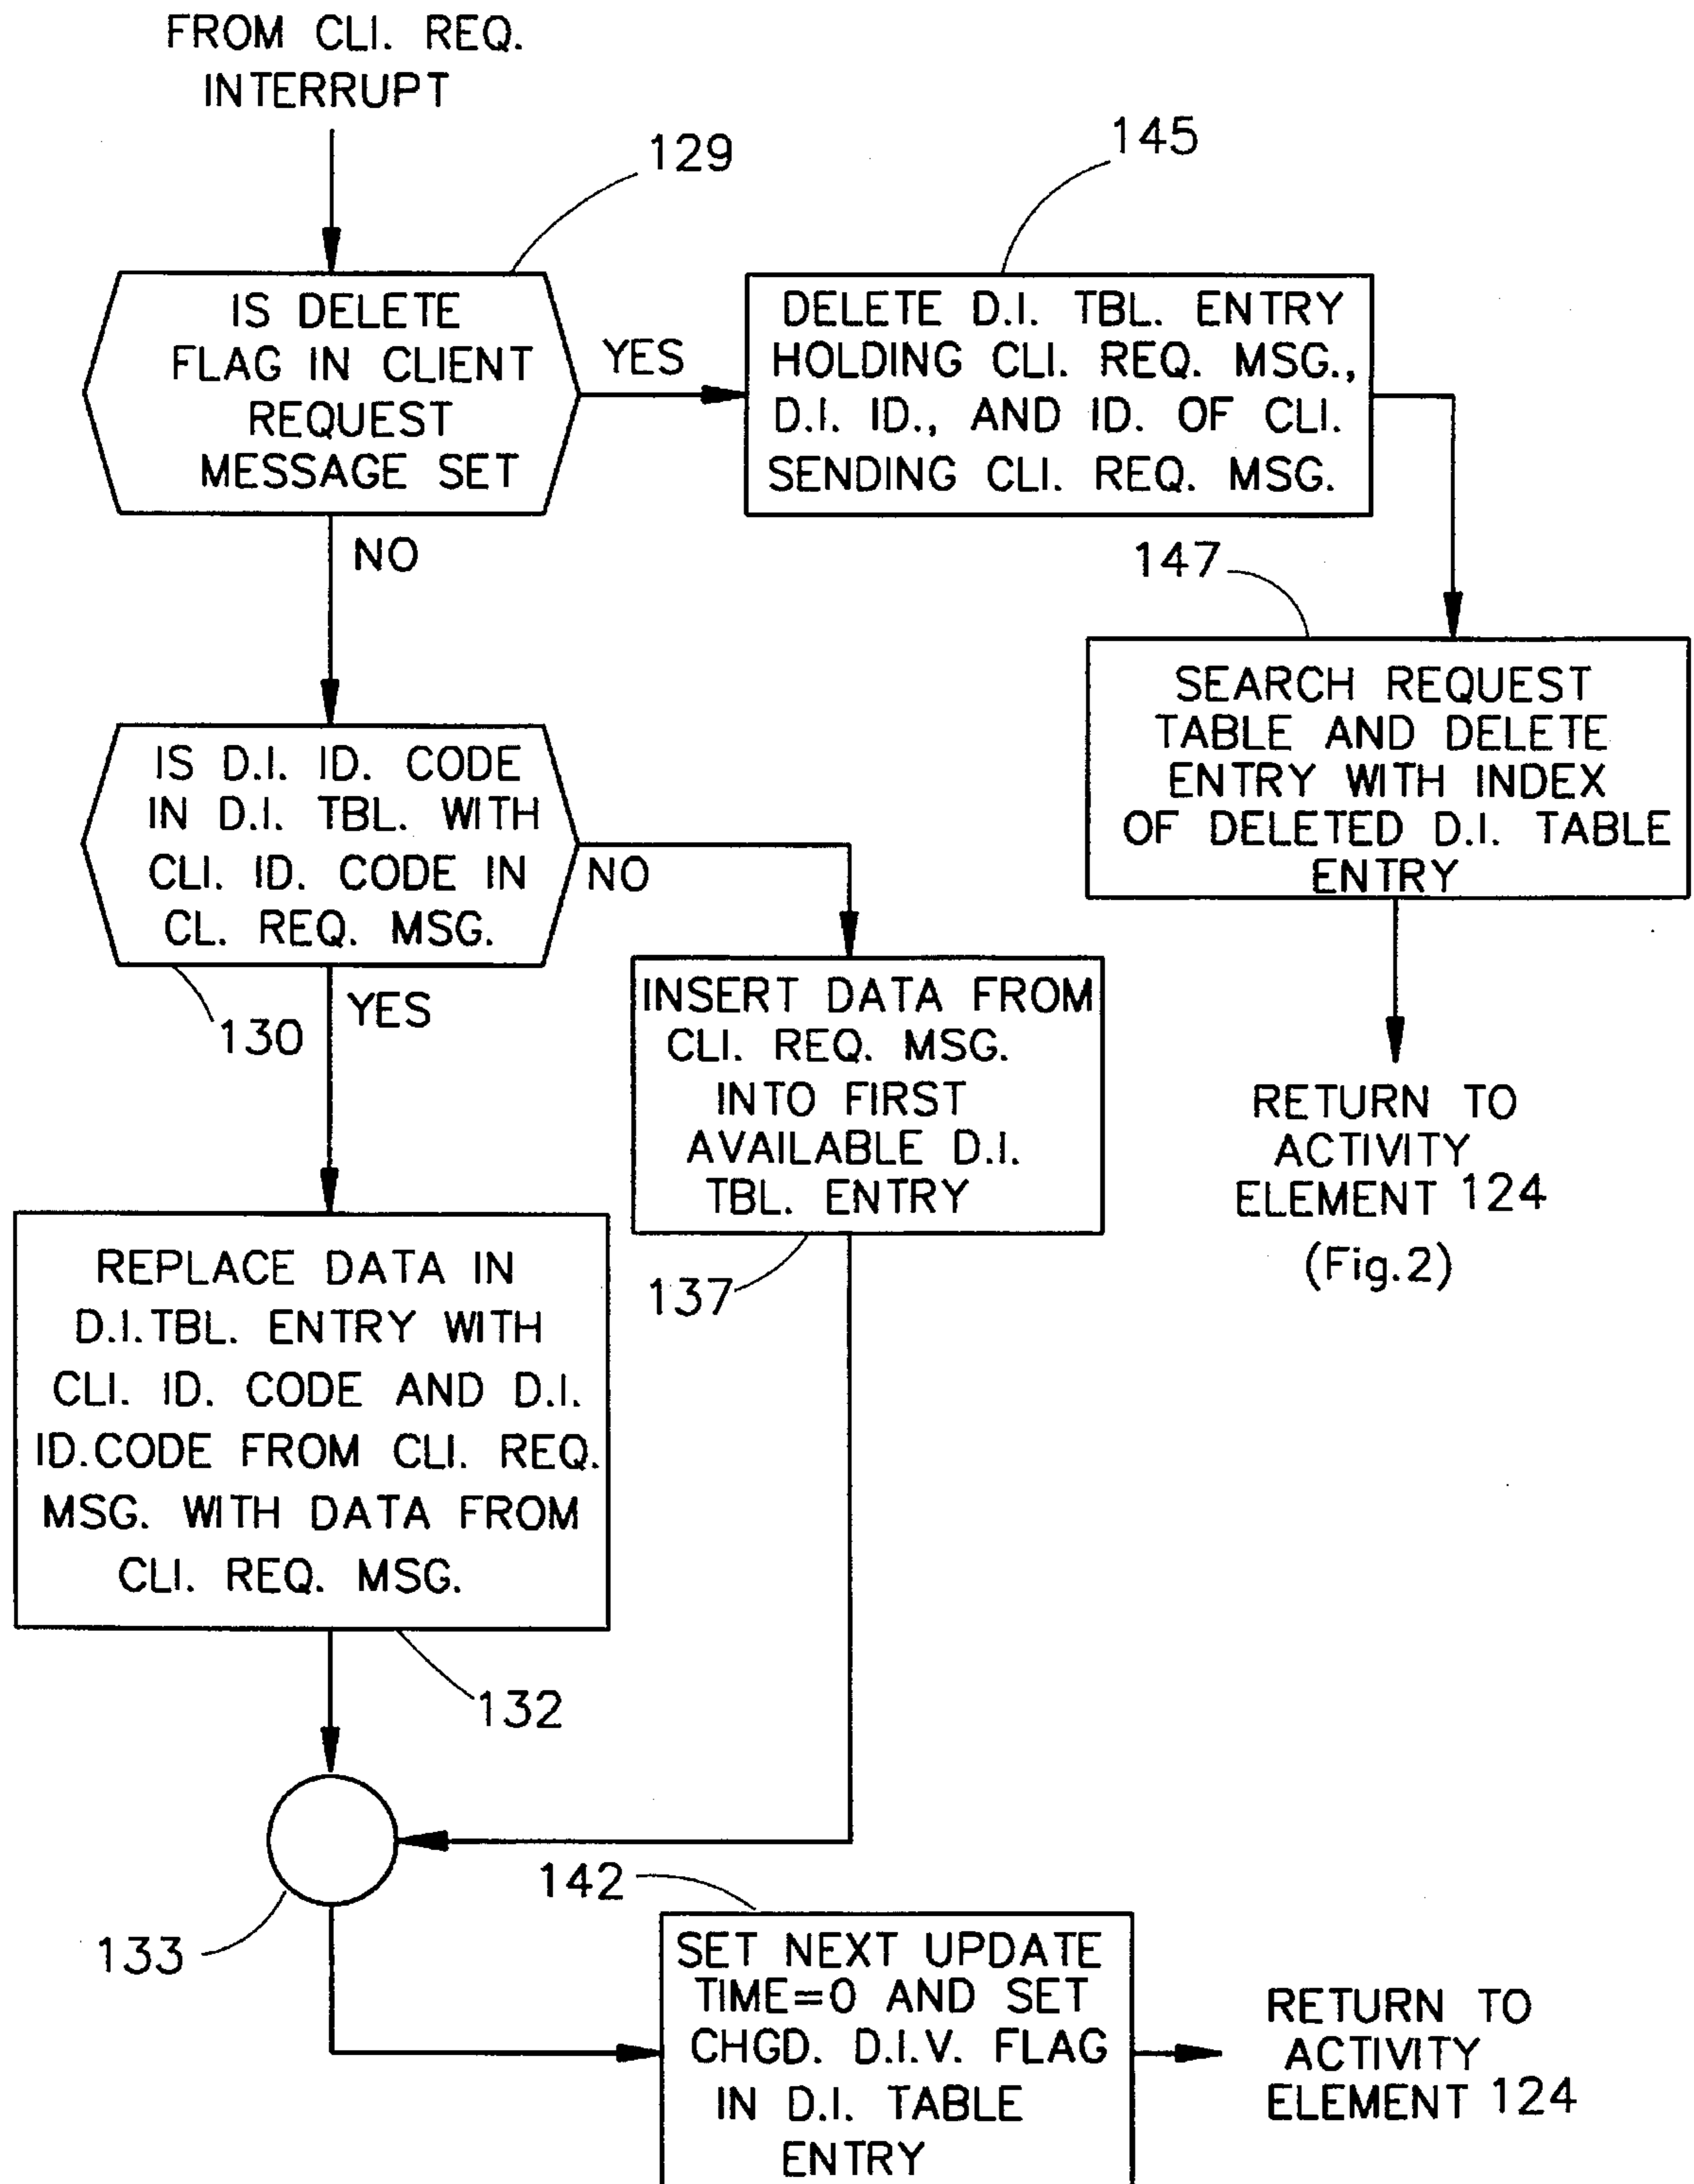 FROM CLI. REQ.
INTERRUPT
129
IS DELETE
FLAG IN CLIENT
REQUEST
MESSAGE SET
YES
NO
145
DELETE D.I. TBL. ENTRY
HOLDING CLI. REQ. MSG.,
D.I. ID., AND ID. OF CLI.
SENDING CLI. REQ. MSG.
147
SEARCH REQUEST
TABLE AND DELETE
ENTRY WITH INDEX
OF DELETED D.I. TABLE
ENTRY
RETURN TO
ACTIVITY
ELEMENT 124
(Fig.2)
IS D.I. ID. CODE
IN D.I. TBL. WITH
CLI. ID. CODE IN
CL. REQ. MSG.
NO
130
YES
INSERT DATA FROM
CLI. REQ. MSG.
INTO FIRST
AVAILABLE D.I.
TBL. ENTRY
137
REPLACE DATA IN
D.I.TBL. ENTRY WITH
CLI. ID. CODE AND D.I.
ID.CODE FROM CLI. REQ.
MSG. WITH DATA FROM
CLI. REQ. MSG.
132
133
142
SET NEXT UPDATE
TIME=0 AND SET
CHGD. D.I.V. FLAG
IN D.I. TABLE
ENTRY
RETURN TO
ACTIVITY
ELEMENT 124